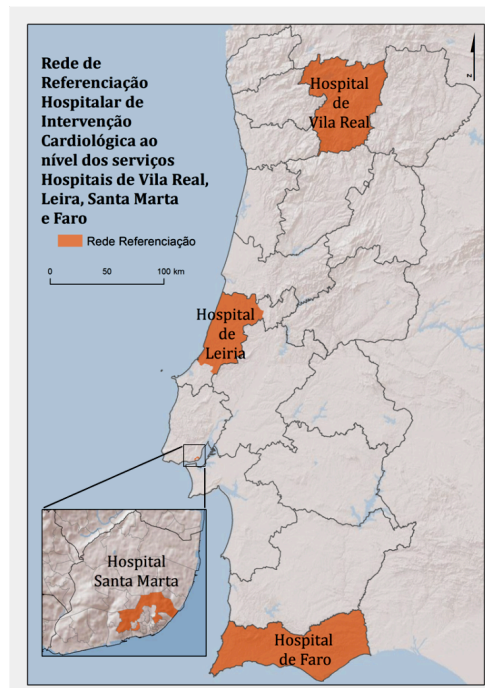 Rede de
Referenciação
Hospitalar de
Intervenção
Cardiológica ao
nível dos serviços
Hospitais de Vila Real,
Leira, Santa Marta
e Faro
Rede Referenciação
0 50 100 km
N
Hospital
de
Vila Real
Hospital
de
Leiria
Hospital
Santa Marta
Hospital
de Faro